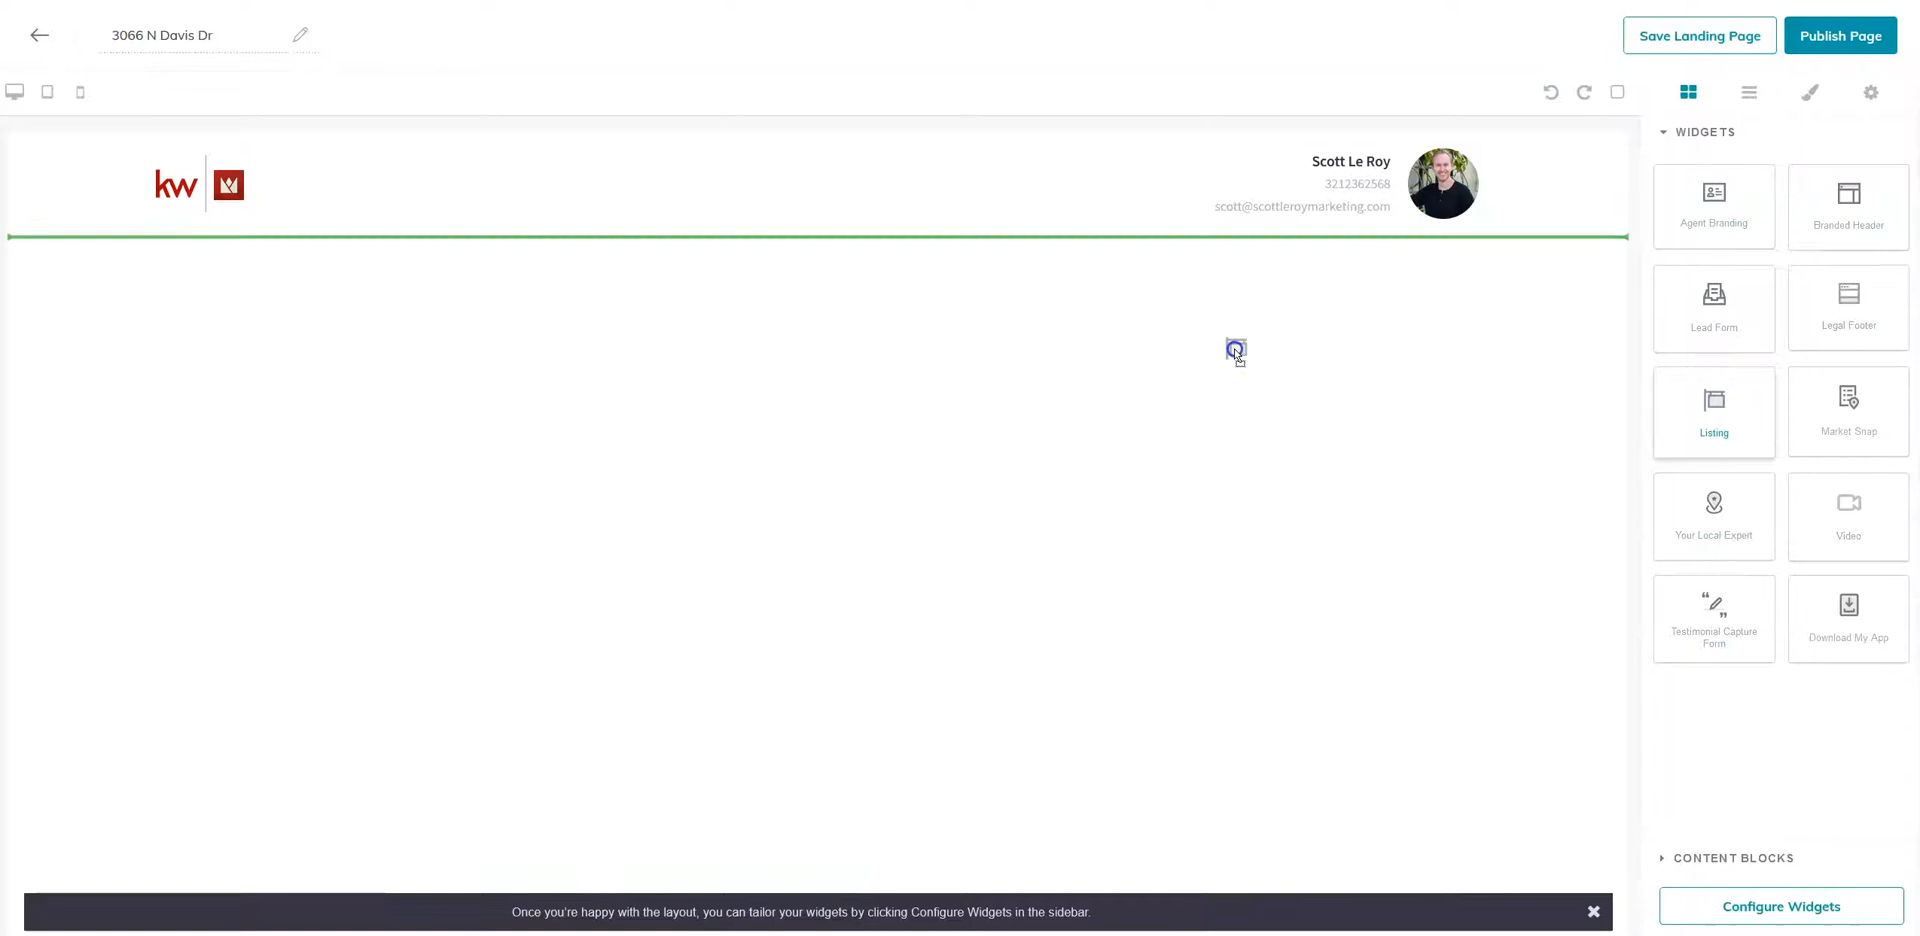 3066 N Davis Dr
Save Landing Page
Publish Page
WIDGETS
kw
Scott Le Roy
3212362568
scott@scottleroymarketing.com
Agent Branding
Branded Header
Lead Form
Legal Footer
Listing
Market Snap
Your Local Expert
Video
Testimonial Capture
Form
Download My App
CONTENT BLOCKS
Configure Widgets
Once you're happy with the layout, you can tailor your widgets by clicking Configure Widgets in the sidebar.